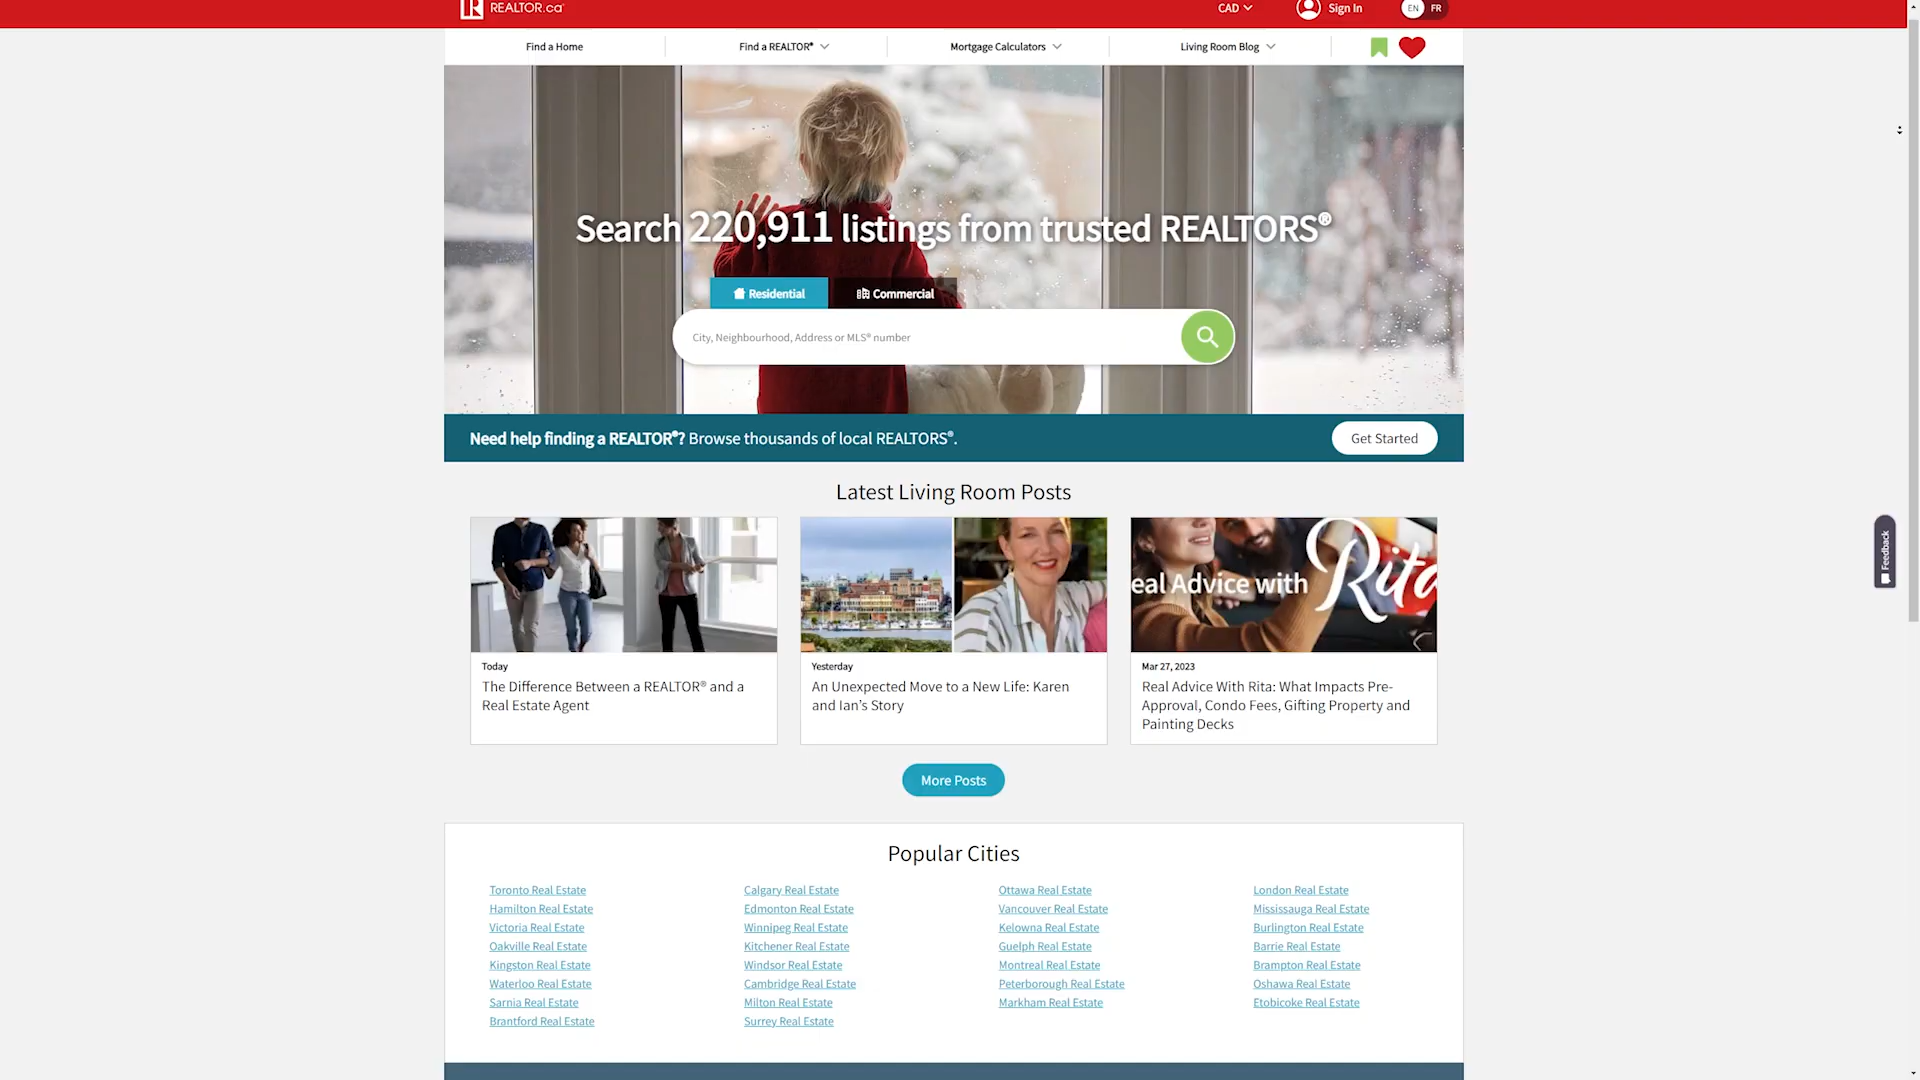 REALTOR.ca
CAD
Sign In
EN FR
Find a Home
Find a REALTOR®
Mortgage Calculators
Living Room Blog
Search 220,911 listings from trusted REALTORS®
Residential
Commercial
City, Neighbourhood, Address or MLS® number
Need help finding a REALTOR®? Browse thousands of local REALTORS®.
Get Started
Feedback
Latest Living Room Posts
eal Advice with Rita
Today
The Difference Between a REALTOR® and a
Real Estate Agent
Yesterday
An Unexpected Move to a New Life: Karen
and Ian’s Story
Mar 27, 2023
Real Advice With Rita: What Impacts Pre-
Approval, Condo Fees, Gifting Property and
Painting Decks
More Posts
Popular Cities
Toronto Real Estate
Hamilton Real Estate
Victoria Real Estate
Oakville Real Estate
Kingston Real Estate
Waterloo Real Estate
Sarnia Real Estate
Brantford Real Estate
Calgary Real Estate
Edmonton Real Estate
Winnipeg Real Estate
Kitchener Real Estate
Windsor Real Estate
Cambridge Real Estate
Milton Real Estate
Surrey Real Estate
Ottawa Real Estate
Vancouver Real Estate
Kelowna Real Estate
Guelph Real Estate
Montreal Real Estate
Peterborough Real Estate
Markham Real Estate
London Real Estate
Mississauga Real Estate
Burlington Real Estate
Barrie Real Estate
Brampton Real Estate
Oshawa Real Estate
Etobicoke Real Estate